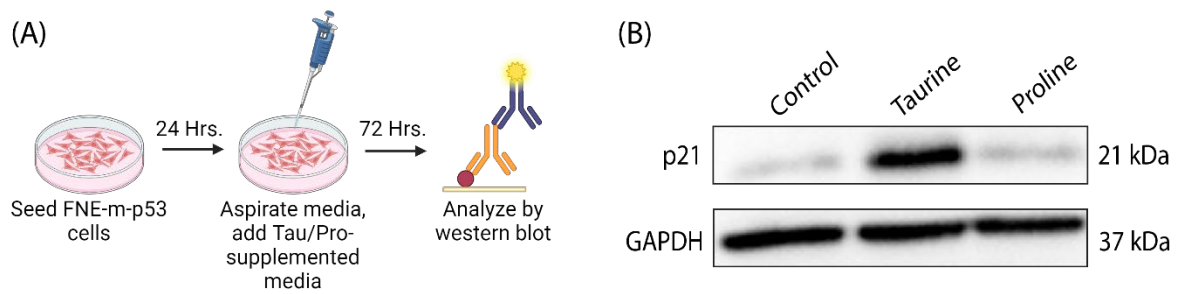 (A)
24 Hrs.
72 Hrs.
Seed FNE-m-p53
cells
Aspirate media,
add Tau/Pro-
supplemented
media
Analyze by
western blot
(B)
Control
Taurine
Proline
p21
21 kDa
GAPDH
37 kDa